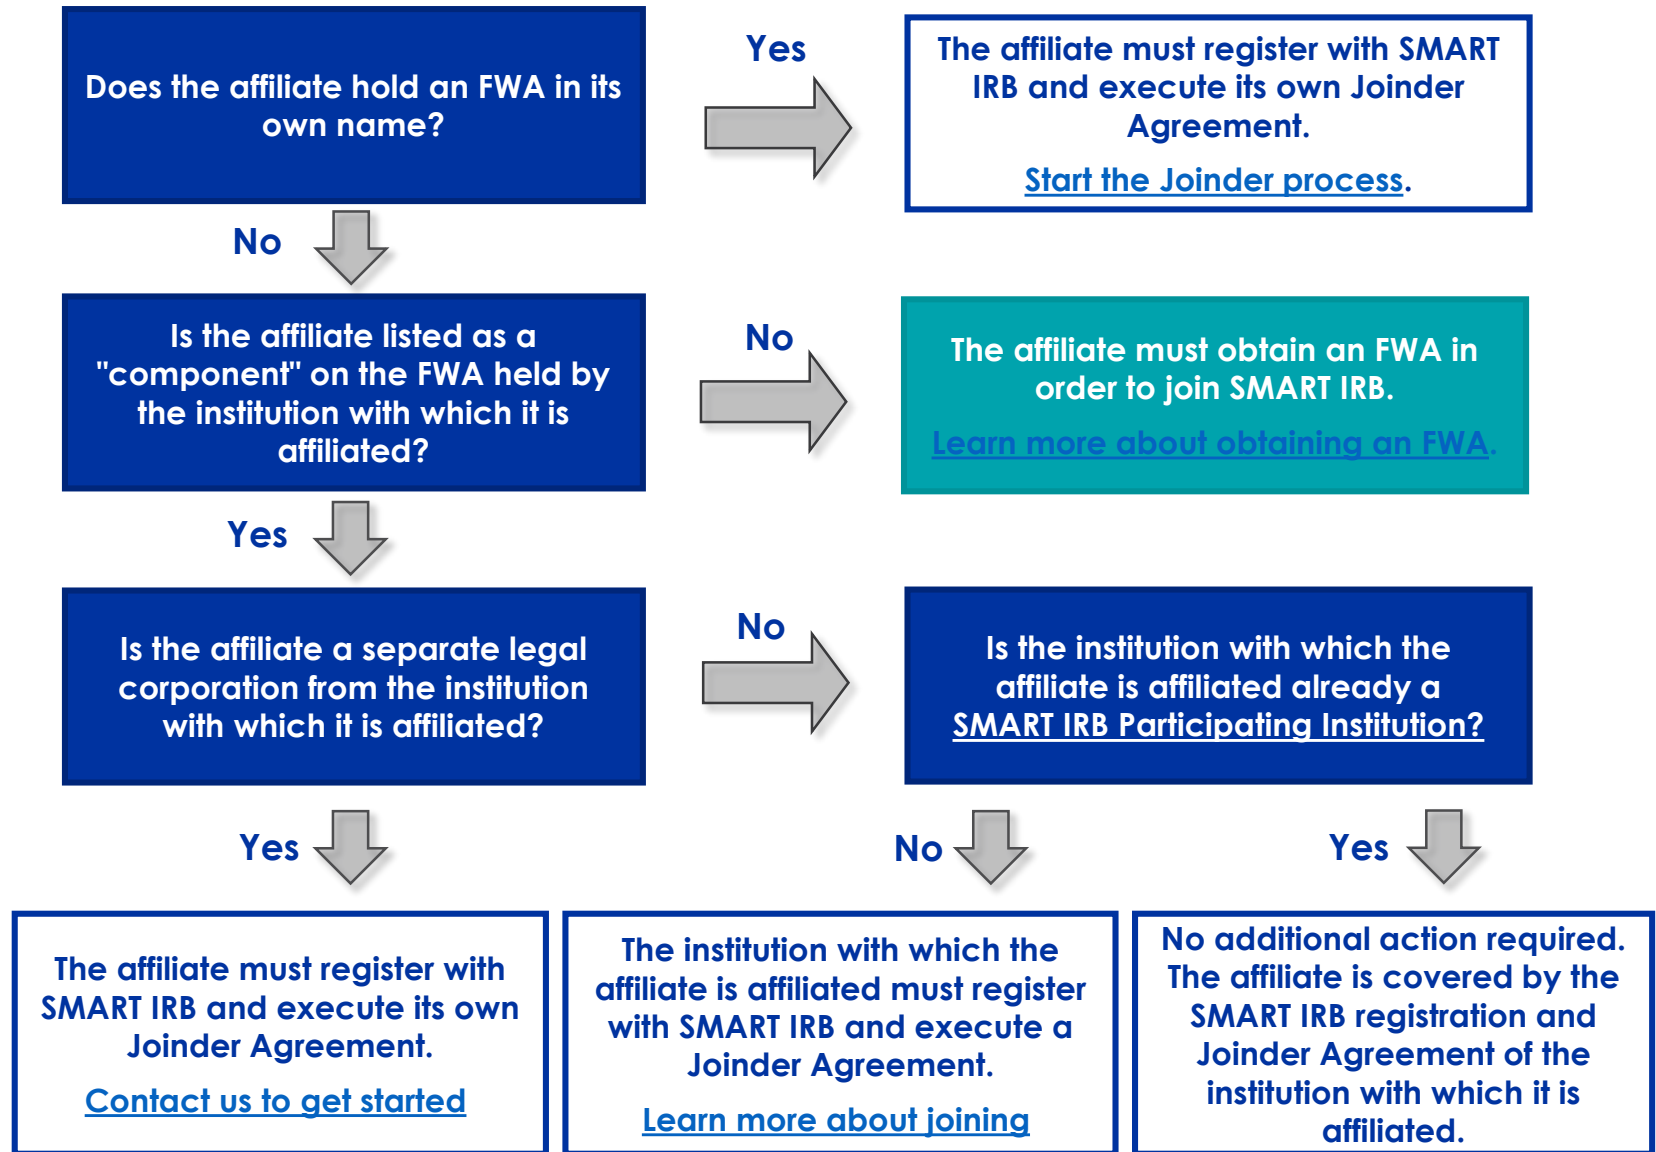 Does the affiliate hold an FWA in its
own name?
Yes
The affiliate must register with SMART
IRB and execute its own Joinder
Agreement.
Start the Joinder process.
No
Is the affiliate listed as a
"component" on the FWA held by
the institution with which it is
affiliated?
No
The affiliate must obtain an FWA in
order to join SMART IRB.
Learn more about obtaining an FWA.
Yes
Is the affiliate a separate legal
corporation from the institution
with which it is affiliated?
No
Is the institution with which the
affiliate is affiliated already a
SMART IRB Participating Institution?
Yes
No
Yes
The affiliate must register with
SMART IRB and execute its own
Joinder Agreement.
Contact us to get started
The institution with which the
affiliate is affiliated must register
with SMART IRB and execute a
Joinder Agreement.
Learn more about joining
No additional action required.
The affiliate is covered by the
SMART IRB registration and
Joinder Agreement of the
institution with which it is
affiliated.